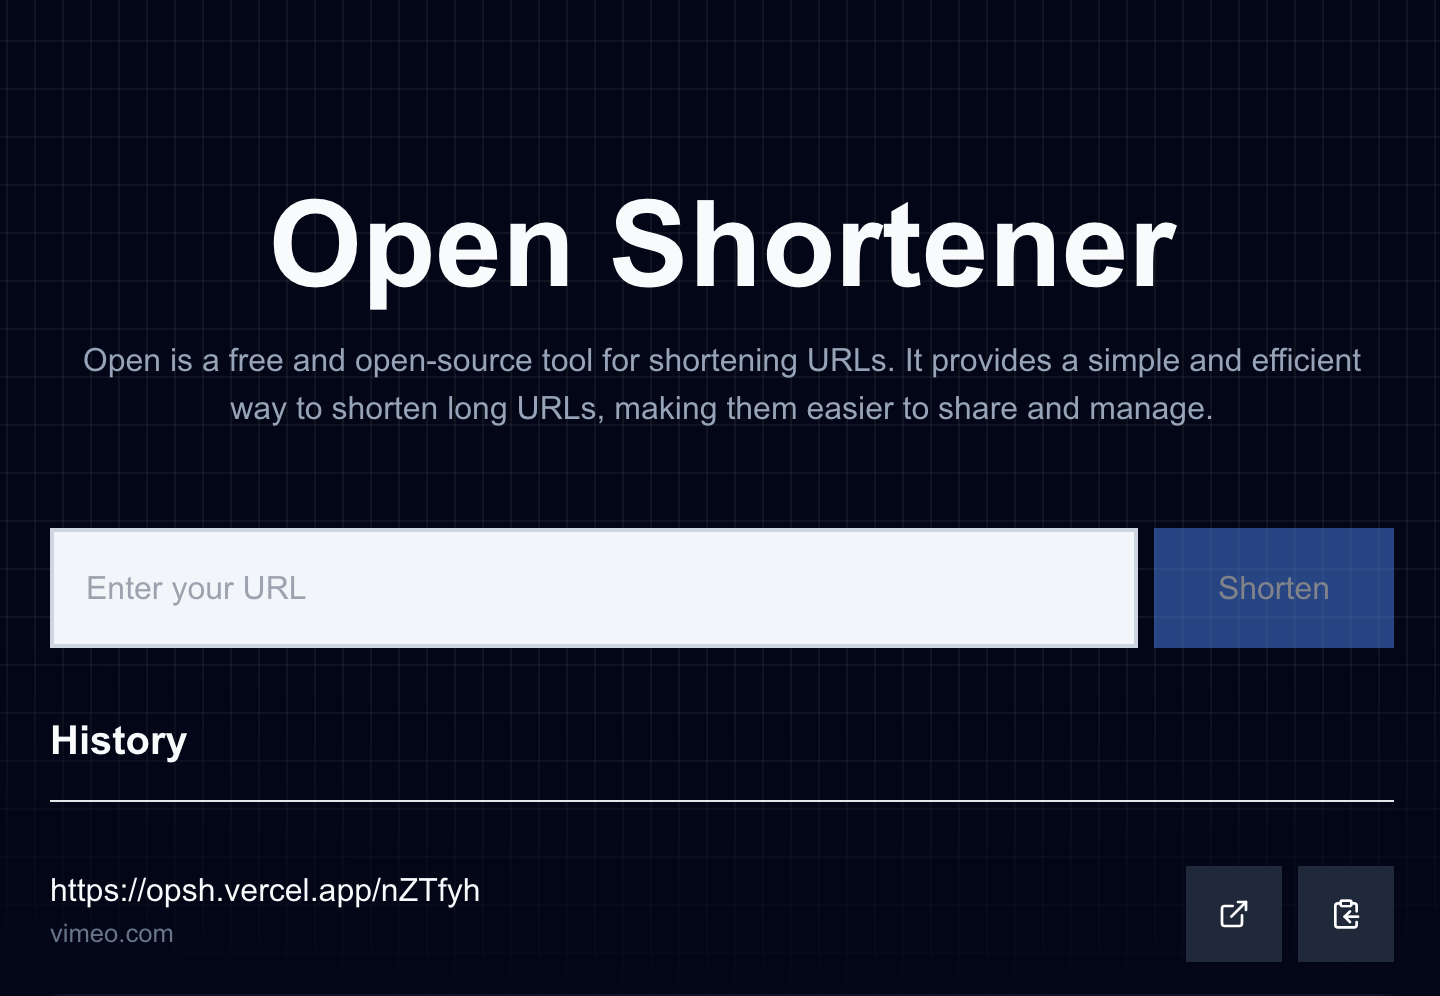 Open Shortener
Open is a free and open-source tool for shortening URLs. It provides a simple and efficient
way to shorten long URLs, making them easier to share and manage.
Enter your URL
Shorten
History
https://opsh.vercel.app/nZTfyh
vimeo.com